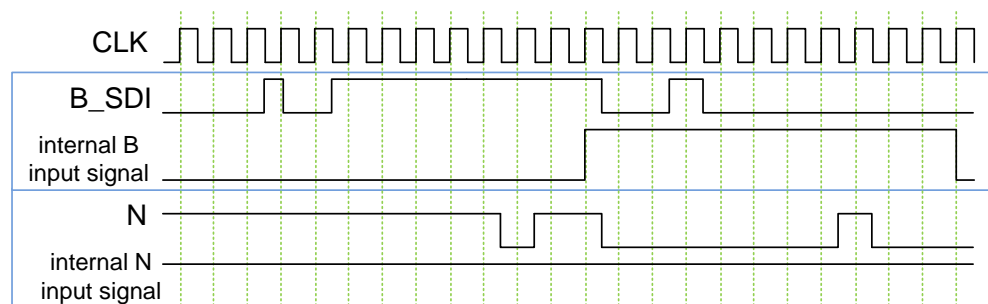 CLK
B_SDI
internal B
input signal
N
internal N
input signal